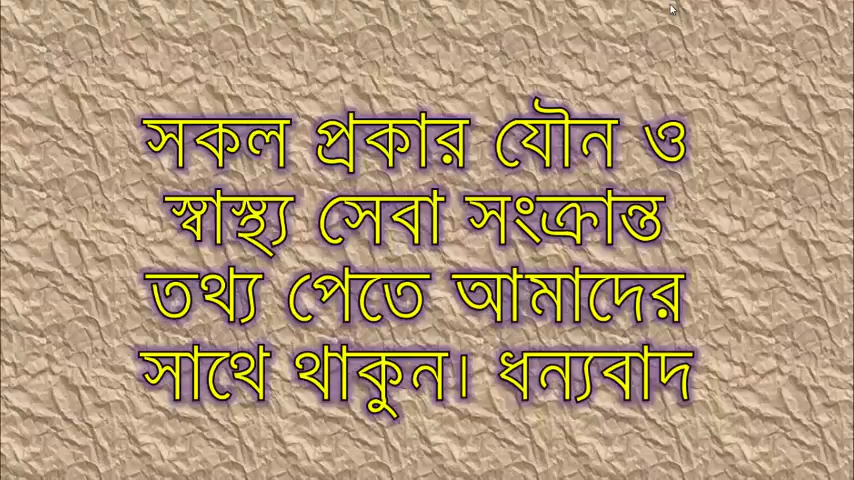 সকল প্রকার যৌন ও
স্বাস্থ্য সেবা সংক্রান্ত
তথ্য পেতে আমাদের
সাথে থাকুন। ধন্যবাদ